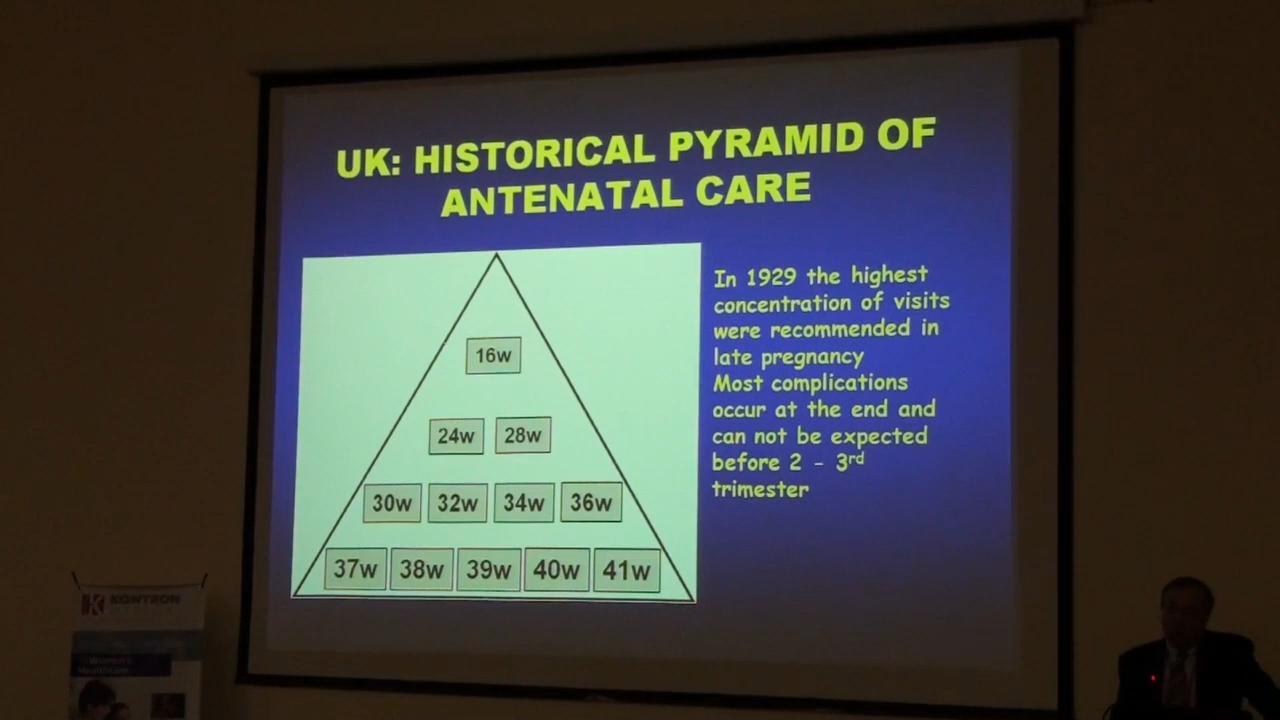 UK: HISTORICAL PYRAMID OF
ANTENATAL CARE
16w
24w 28w
30w 32w 34w 36w
37w 38w 39w 40w 41w
In 1929 the highest
concentration of visits
were recommended in
late pregnancy
Most complications
occur at the end and
can not be expected
before 2 - 3rd
trimester
KONTRON
Women's
Healthcare